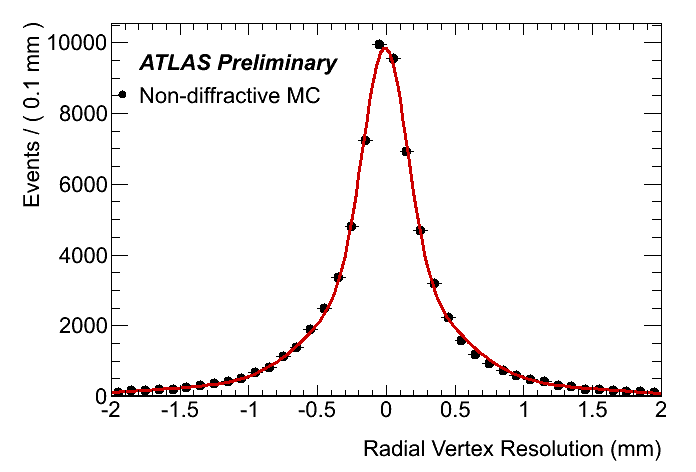 10000
8000
6000
4000
2000
0
Events / ( 0.1 mm )
ATLAS Preliminary
Non-diffractive MC
-2 -1.5 -1 -0.5 0 0.5 1 1.5 2
Radial Vertex Resolution (mm)